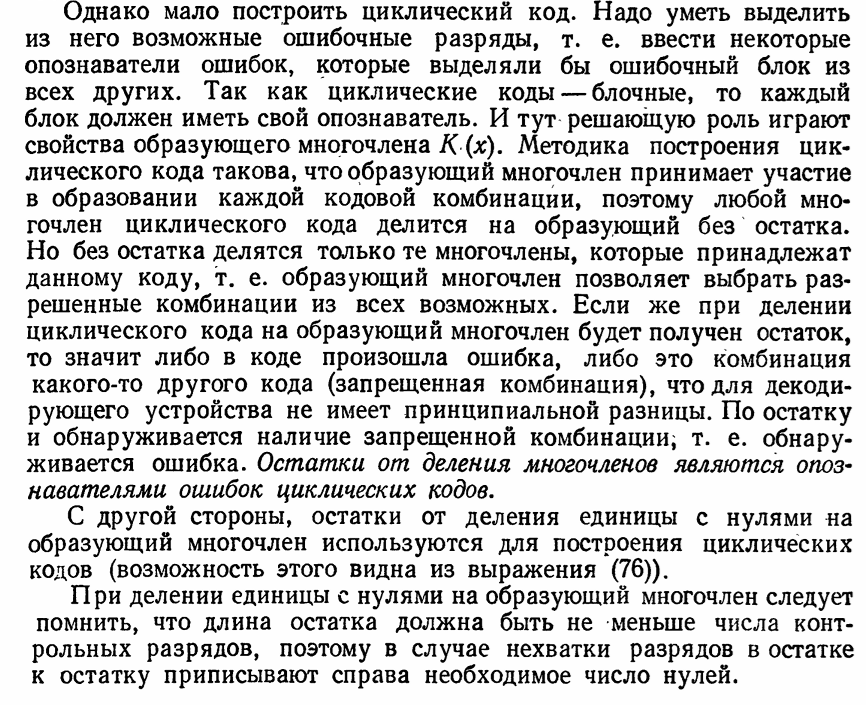 Однако мало построить циклический код. Надо уметь выделить
из него возможные ошибочные разряды, т. е. ввести некоторые
опознаватели ошибок, которые выделяли бы ошибочный блок из
всех других. Так как циклические коды — блочные, то каждый
блок должен иметь свой опознаватель. И тут решающую роль играют
свойства образующего многочлена K (x). Методика построения цик-
лического кода такова, что образующий многочлен принимает участие
в образовании каждой кодовой комбинации, поэтому любой мно-
гочлен циклического кода делится на образующий без остатка.
Но без остатка делятся только те многочлены, которые принадлежат
данному коду, т. е. образующий многочлен позволяет выбрать раз-
решенные комбинации из всех возможных. Если же при делении
циклического кода на образующий многочлен будет получен остаток,
то значит либо в коде произошла ошибка, либо это комбинация
какого-то другого кода (запрещенная комбинация), что для декоди-
рующего устройства не имеет принципиальной разницы. По остатку
и обнаруживается наличие запрещенной комбинации, т. е. обнару-
живается ошибка. Остатки от деления многочленов являются опоз-
навателями ошибок циклических кодов.
С другой стороны, остатки от деления единицы с нулями на
образующий многочлен используются для построения циклических
кодов (возможность этого видна из выражения (76)).
При делении единицы с нулями на образующий многочлен следует
помнить, что длина остатка должна быть не меньше числа конт-
рольных разрядов, поэтому в случае нехватки разрядов в остатке
к остатку приписывают справа необходимое число нулей.